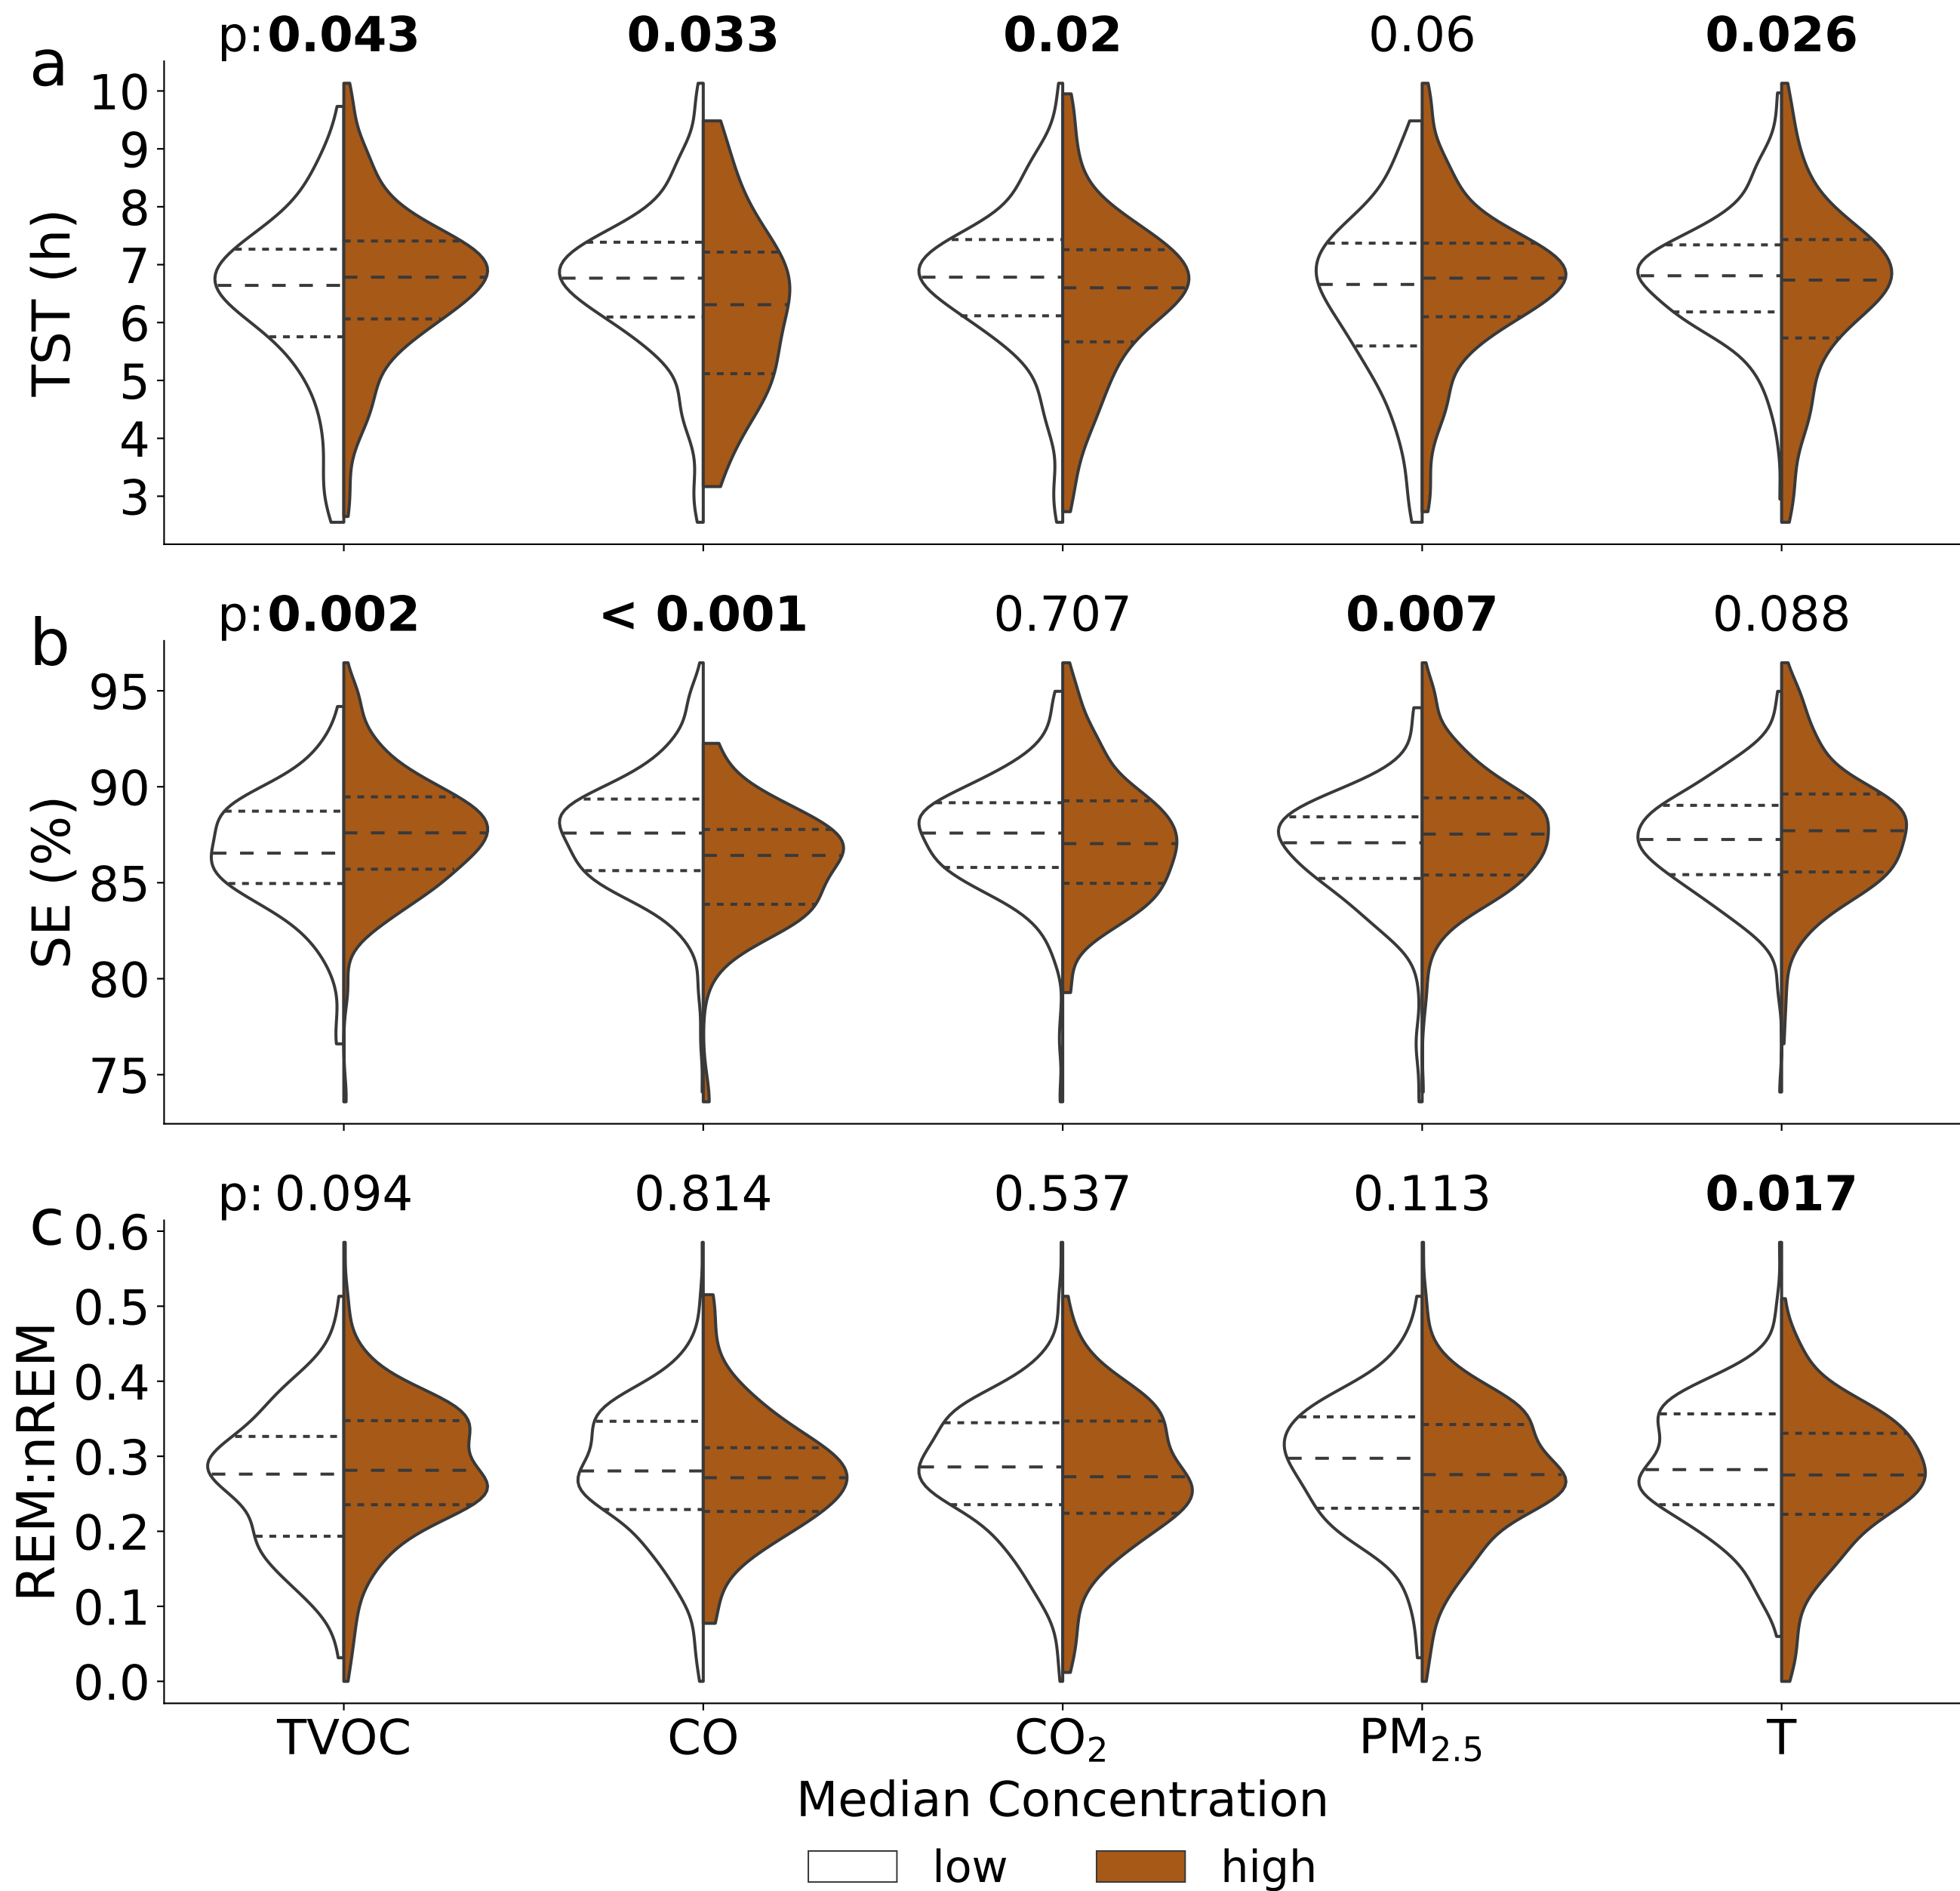 p: 0.043 0.033 0.02 0.06 0.026
a
10
9
8
7
6
5
4
3
TST (h)
p: 0.002 < 0.001 0.707 0.007 0.088
b
95
90
85
80
75
SE (%)
p: 0.094 0.814 0.537 0.113 0.017
c
0.6
0.5
0.4
0.3
0.2
0.1
0.0
REM:nREM
TVOC CO CO₂ PM₂.₅ T
Median Concentration
low high